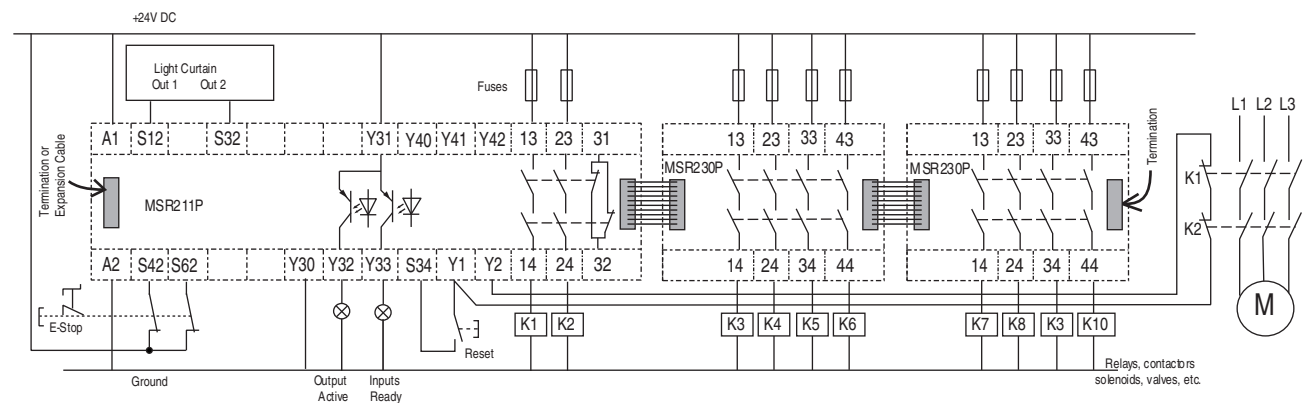 +24V DC
Light Curtain
Out 1 Out 2
Fuses
L1 L2 L3
A1 S12 S32 Y31 Y40 Y41 Y42 13 23 31
13 23 33 43
13 23 33 43
Termination or
Expansion Cable
MSR211P
MSR230P
MSR230P
Termination
K1
K2
A2 S42 S62 Y30 Y32 Y33 S34 Y1 Y2 14 24 32
14 24 34 44
14 24 34 44
E-Stop
Reset
K1 K2
K3 K4 K5 K6
K7 K8 K3 K10
M
Ground
Output
Active
Inputs
Ready
Relays, contactors
solenoids, valves, etc.